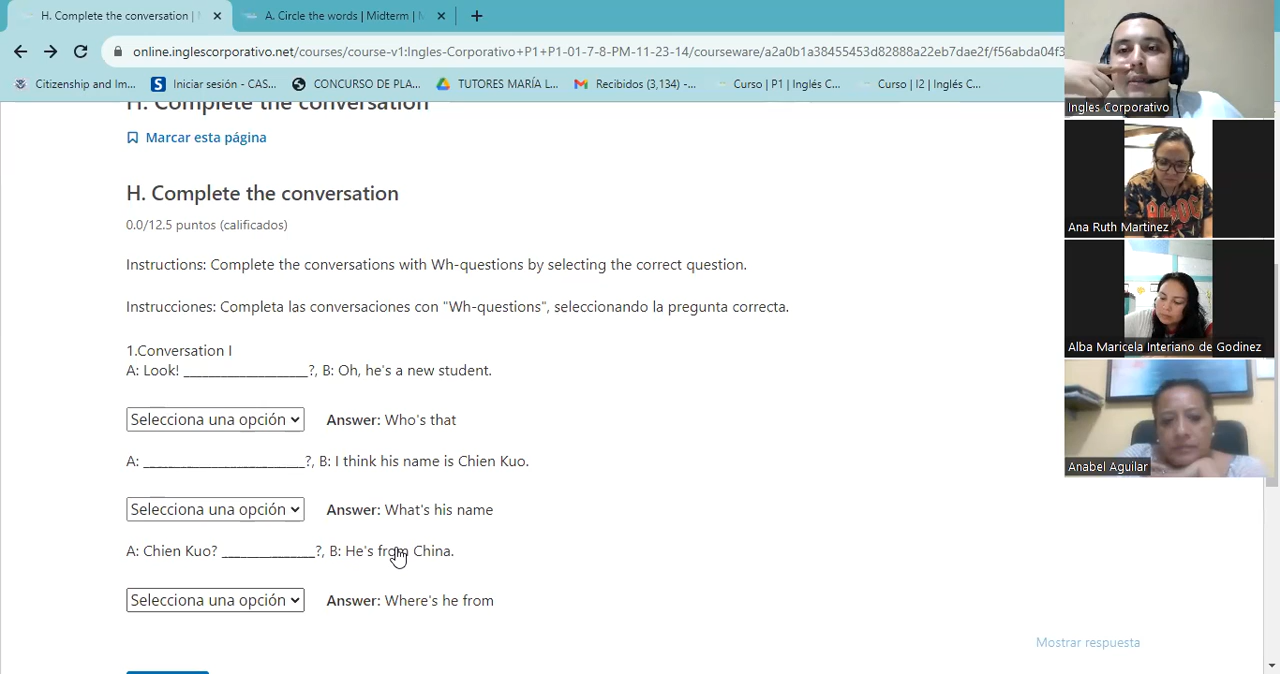 H. Complete the conversation |
A. Circle the words | Midterm |
online.inglescorporativo.net/courses/course-v1:Ingles-Corporativo+P1+P1-01-7-8-PM-11-23-14/courseware/a2a0b1a38455453d82888a22eb7dae2f/f56abda04f3
Citizenship and Im...
Iniciar sesión - CAS...
CONCURSO DE PLA...
TUTORES MARÍA L...
Recibidos (3,134) -...
Curso | P1 | Inglés C...
Curso | I2 | Inglés C...
H. Complete the conversation
Marcar esta página
H. Complete the conversation
0.0/12.5 puntos (calificados)
Instructions: Complete the conversations with Wh-questions by selecting the correct question.
Instrucciones: Completa las conversaciones con "Wh-questions", seleccionando la pregunta correcta.
1.Conversation I
A: Look! ____________________?, B: Oh, he's a new student.
Selecciona una opción Answer: Who's that
A: __________________________?, B: I think his name is Chien Kuo.
Selecciona una opción Answer: What's his name
A: Chien Kuo? _______________?, B: He's from China.
Selecciona una opción Answer: Where's he from
Mostrar respuesta
Ingles Corporativo
Ana Ruth Martinez
Alba Maricela Interiano de Godinez
Anabel Aguilar